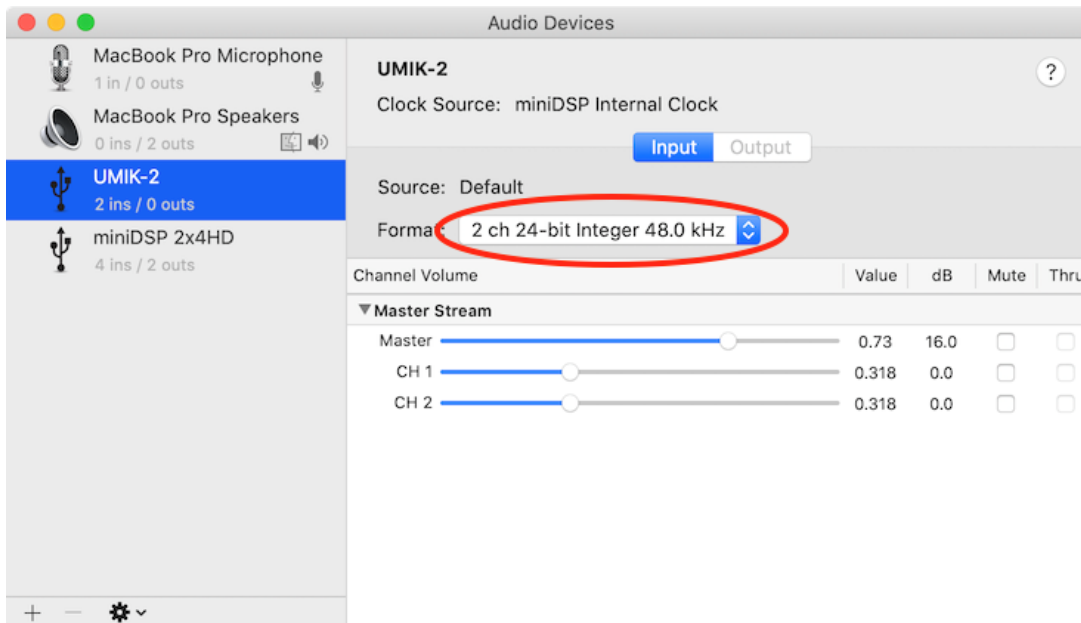 Audio Devices
MacBook Pro Microphone
1 in / 0 outs
MacBook Pro Speakers
0 ins / 2 outs
UMIK-2
2 ins / 0 outs
miniDSP 2x4HD
4 ins / 2 outs
UMIK-2
?
Clock Source: miniDSP Internal Clock
Input Output
Source: Default
Format: 2 ch 24-bit Integer 48.0 kHz
Channel Volume Value dB Mute Thru
Master Stream
Master 0.73 16.0
CH 1 0.318 0.0
CH 2 0.318 0.0